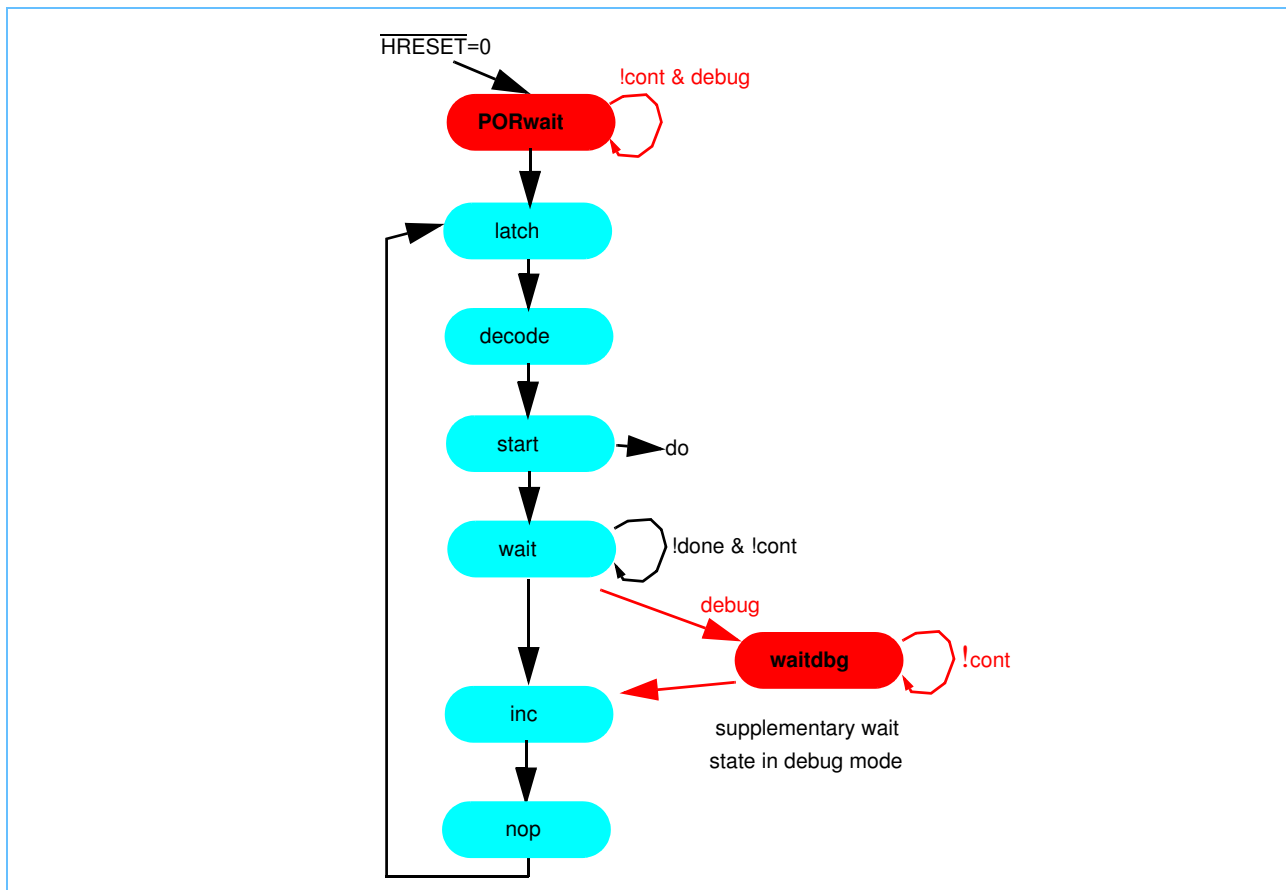 HRESET=0
!cont & debug
PORwait
latch
decode
start
do
wait
!done & !cont
debug
waitdbg
!cont
inc
supplementary wait
state in debug mode
nop